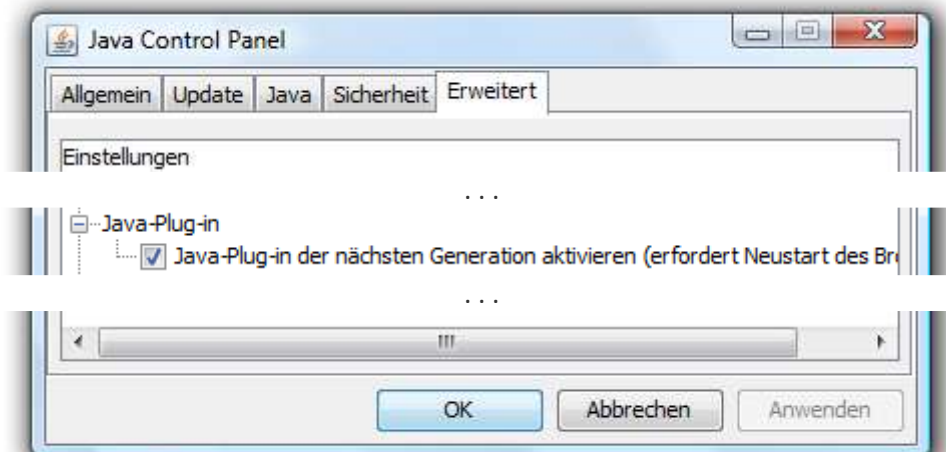 Java Control Panel
Allgemein Update Java Sicherheit Erweitert
Einstellungen
. . .
Java-Plug-in
Java-Plug-in der nächsten Generation aktivieren (erfordert Neustart des Bro
. . .
OK Abbrechen Anwenden